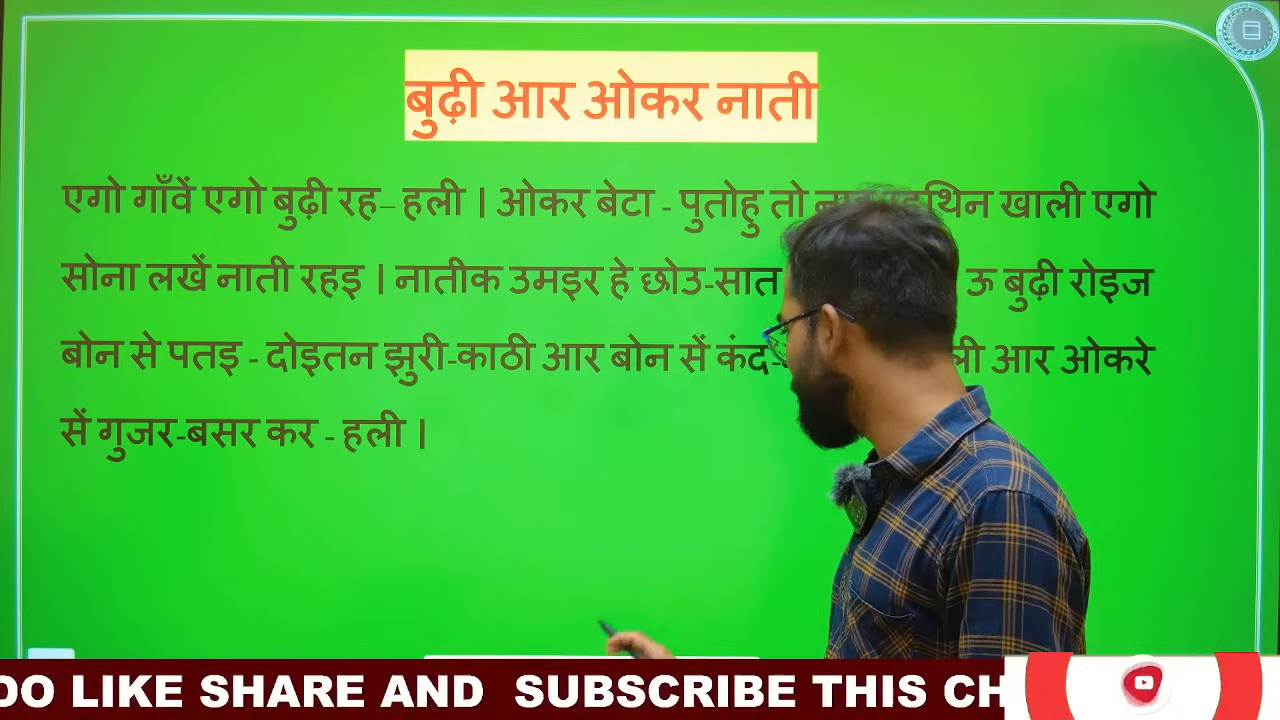 बुढ़ी आर ओकर नाती
एगो गाँवें एगो बुढ़ी रह– हली । ओकर बेटा - पुतोहु तो खाली एगो
सोना लखें नाती रहइ । नातीक उमइर हे छोउ-सात ऊ बुढ़ी रोइज
बोन से पतइ - दोइतन झुरी-काठी आर बोन सें कंद- आर ओकरे
सें गुजर-बसर कर - हली ।
DO LIKE SHARE AND SUBSCRIBE THIS CH